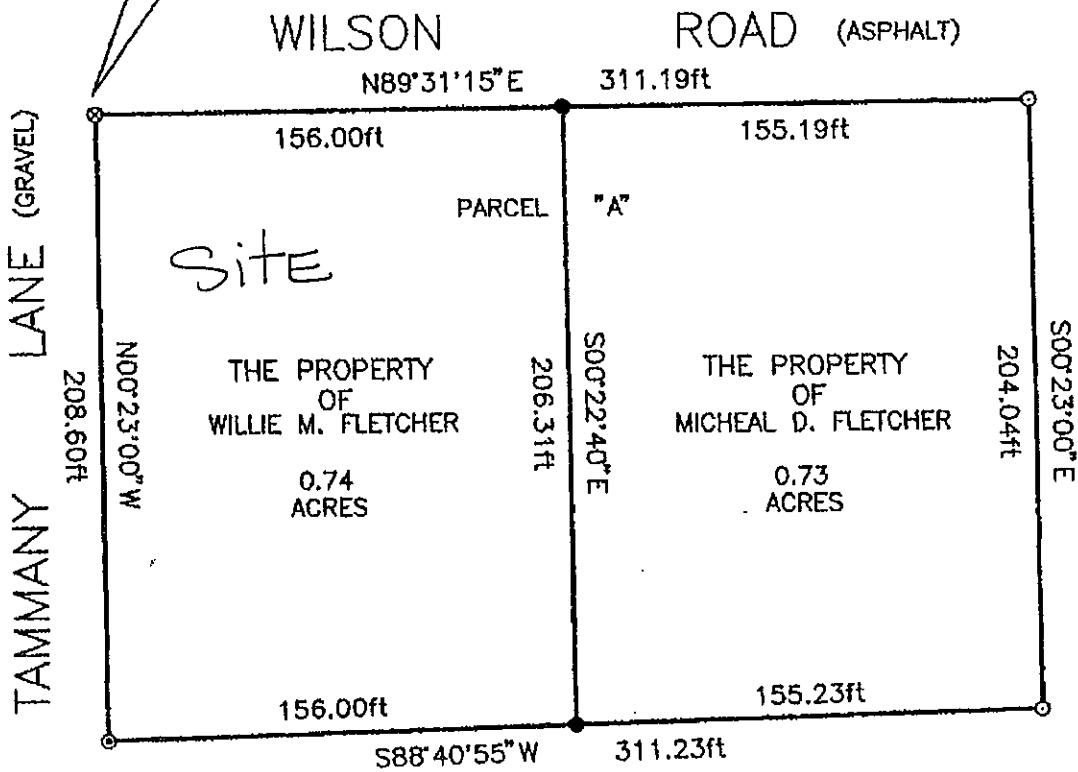 WILSON ROAD (ASPHALT)
N89°31'15"E 311.19ft
156.00ft 155.19ft
PARCEL "A"
SitE
TAMMANY LANE (GRAVEL)
208.60ft
N00°23'00"W
THE PROPERTY
OF
WILLIE M. FLETCHER
0.74
ACRES
206.31ft
S00°22'40"E
THE PROPERTY
OF
MICHEAL D. FLETCHER
0.73
ACRES
204.04ft
S00°23'00"E
156.00ft 155.23ft
S88°40'55"W 311.23ft